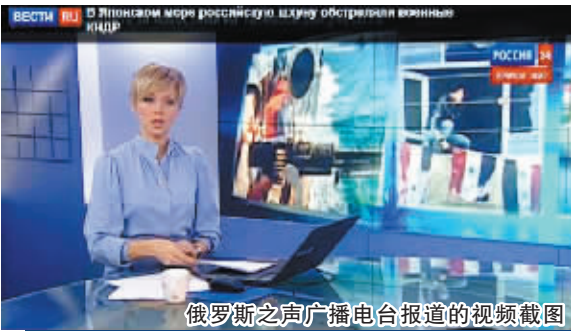 ВЕСТИ RU
В Японском море российскую шхуну обстреляли военные
КНДР
РОССИЯ 24
俄罗斯之声广播电台报道的视频截图